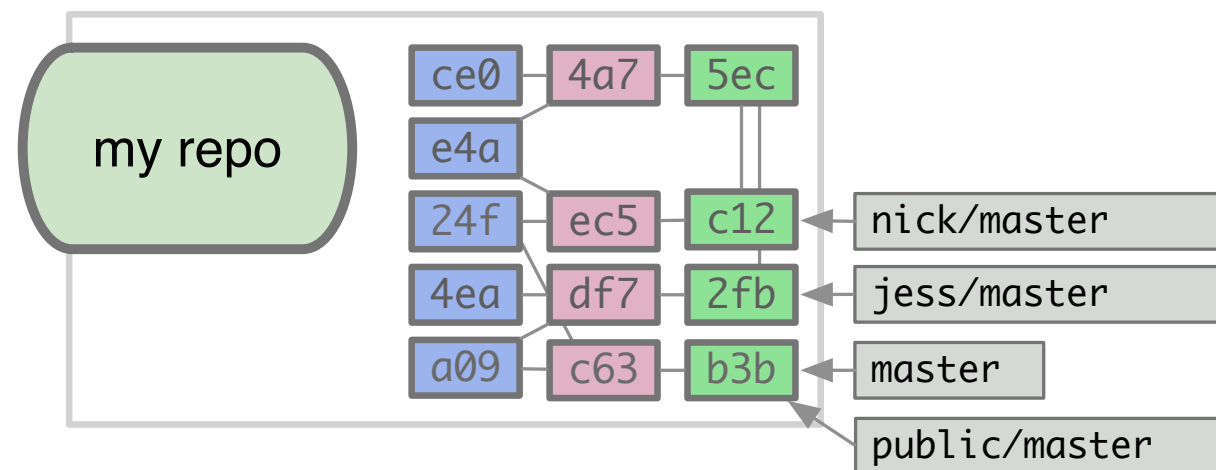 my repo
ce0 4a7 5ec
e4a
24f ec5 c12 nick/master
4ea df7 2fb jess/master
a09 c63 b3b master
public/master